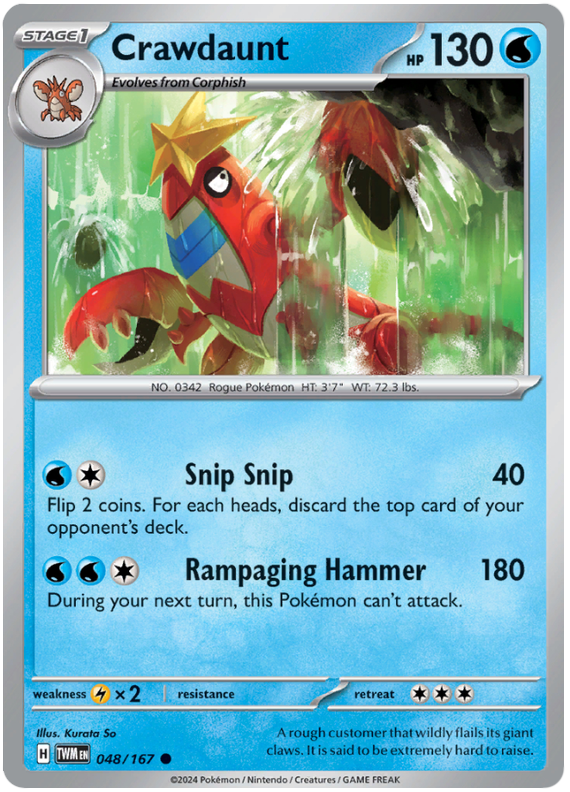 STAGE1 Crawdaunt HP 130
Evolves from Corphish
NO. 0342 Rogue Pokémon HT: 3'7" WT: 72.3 lbs.
Snip Snip 40
Flip 2 coins. For each heads, discard the top card of your
opponent's deck.
Rampaging Hammer 180
During your next turn, this Pokémon can't attack.
weakness ×2 resistance retreat
Illus. Kurata So
A rough customer that wildly flails its giant
claws. It is said to be extremely hard to raise.
H TWM EN 048/167
©2024 Pokémon / Nintendo / Creatures / GAME FREAK